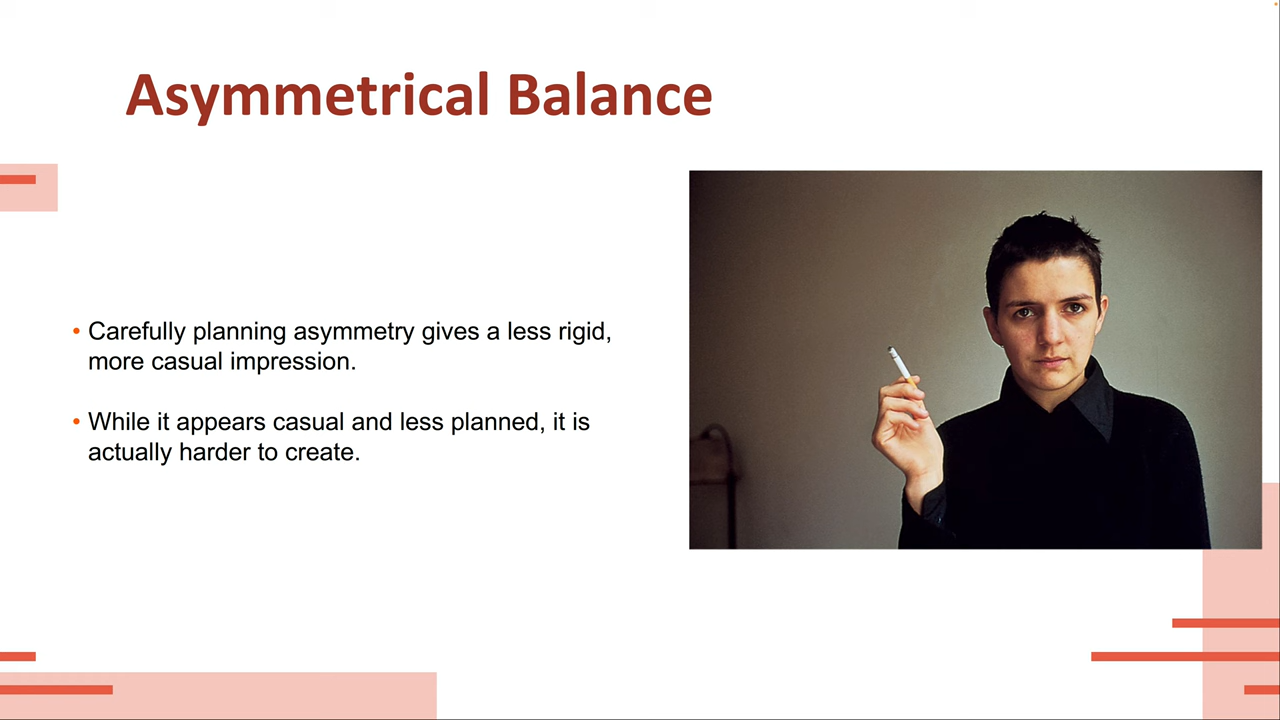 Asymmetrical Balance
• Carefully planning asymmetry gives a less rigid,
more casual impression.
• While it appears casual and less planned, it is
actually harder to create.